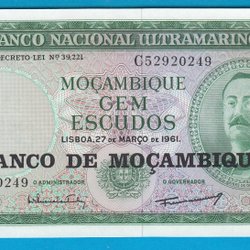 BANCO NACIONAL ULTRAMARINO
DECRETO-LEI Nº 39.221
C52920249
MOÇAMBIQUE
CEM
ESCUDOS
LISBOA, 27 DE MARÇO DE 1961.
BANCO DE MOÇAMBIQUE
0249
O ADMINISTRADOR
O GOVERNADOR